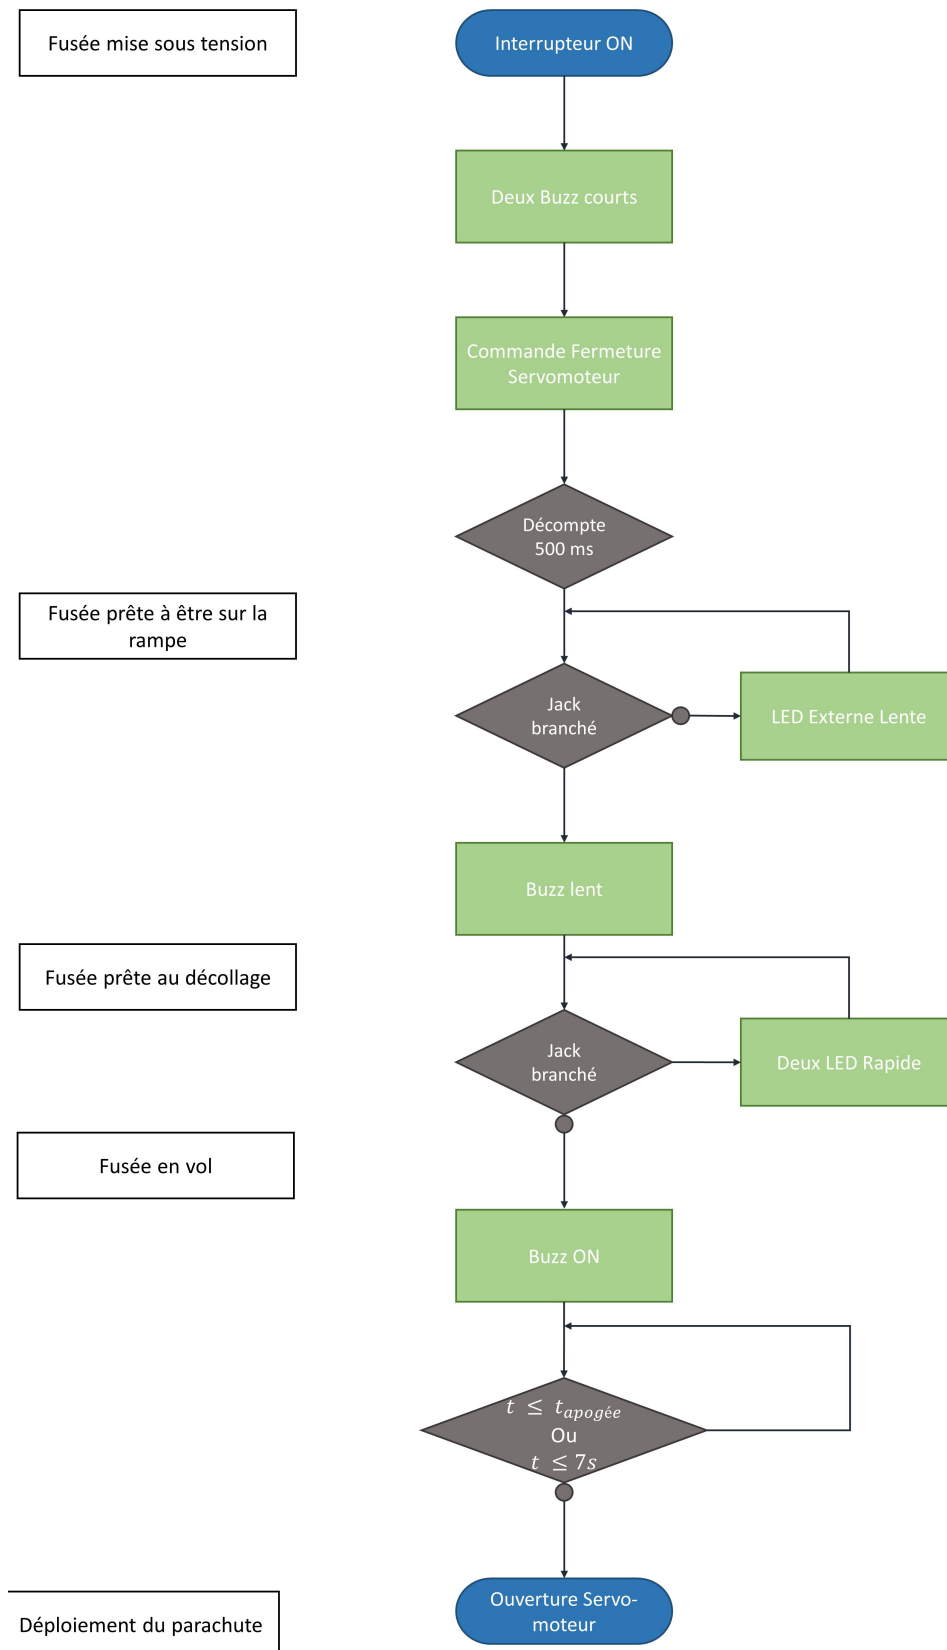 Fusée mise sous tension
Interrupteur ON
Deux Buzz courts
Commande Fermeture
Servomoteur
Décompte
500 ms
Fusée prête à être sur la
rampe
Jack
branché
LED Externe Lente
Buzz lent
Fusée prête au décollage
Jack
branché
Deux LED Rapide
Fusée en vol
Buzz ON
t ≤ t_apogée
Ou
t ≤ 7s
Ouverture Servo-
moteur
Déploiement du parachute